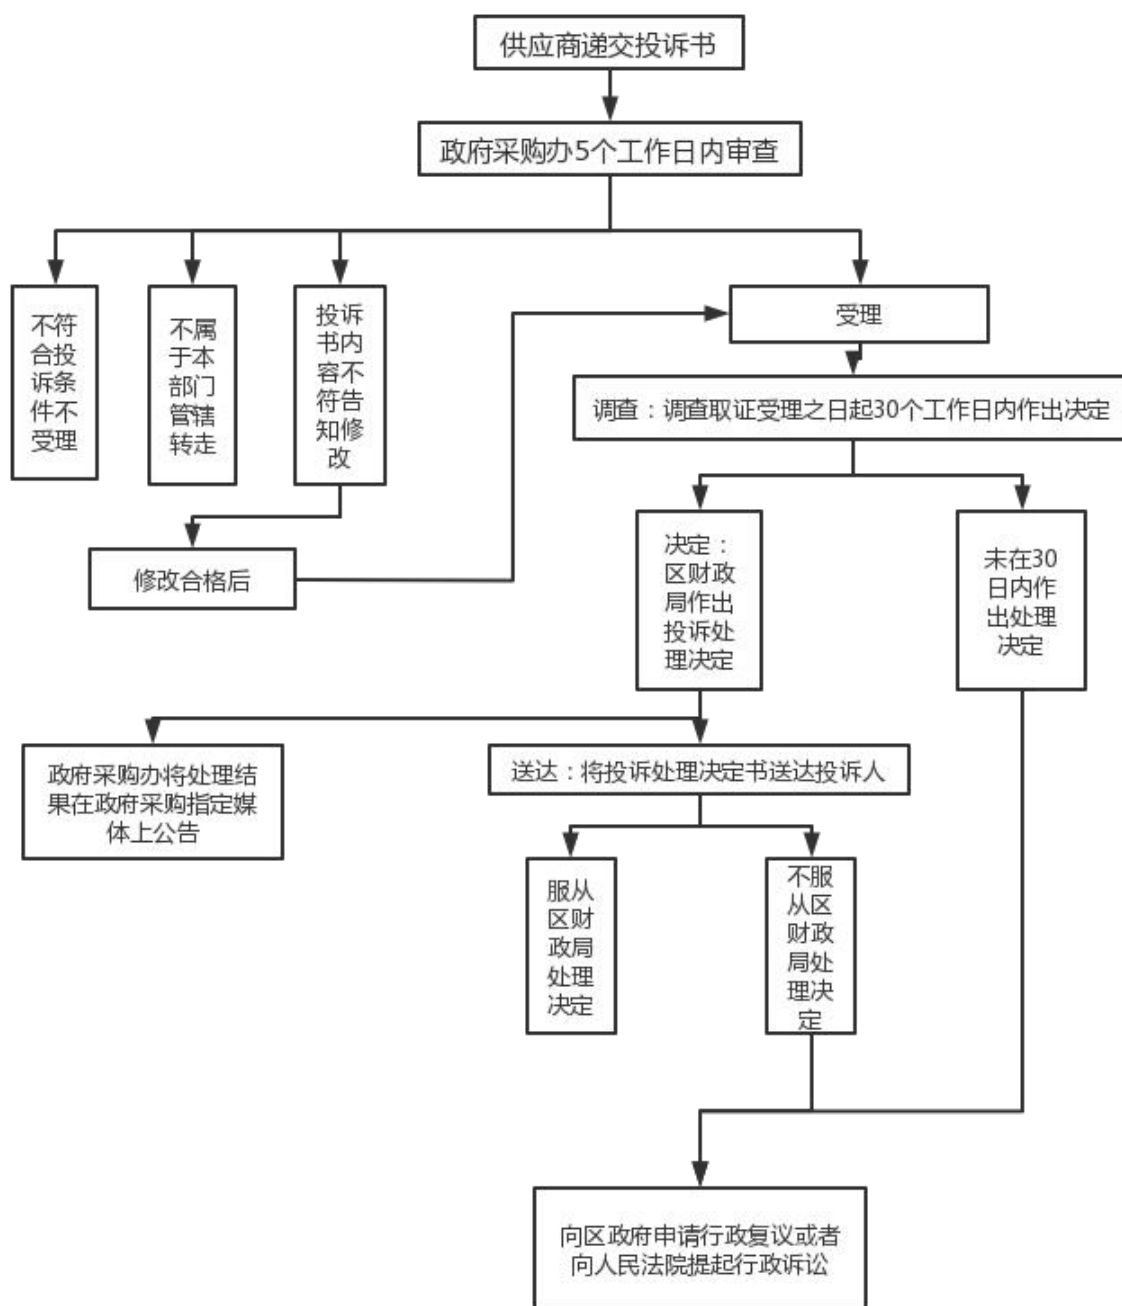 供应商递交投诉书
政府采购办5个工作日内审查
不符
合投
诉条
件不
受理
不属
于本
部门
管辖
转走
投诉
书内
容不
符告
知修
改
受理
调查：调查取证受理之日起30个工作日内作出决定
修改合格后
决定：
区财政
局作出
投诉处
理决定
未在30
日内作
出处理
决定
政府采购办将处理结
果在政府采购指定媒
体上公告
送达：将投诉处理决定书送达投诉人
服从
区财
政局
处理
决定
不服
从区
财政
局处
理决
定
向区政府申请行政复议或者
向人民法院提起行政诉讼